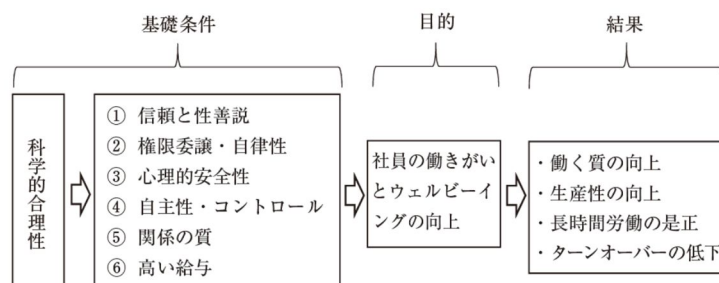 基礎条件
目的
結果
科学的合理性
① 信頼と性善説
② 権限委譲・自律性
③ 心理的安全性
④ 自主性・コントロール
⑤ 関係の質
⑥ 高い給与
社員の働きがい
とウェルビーイ
ングの向上
・働く質の向上
・生産性の向上
・長時間労働の是正
・ターンオーバーの低下